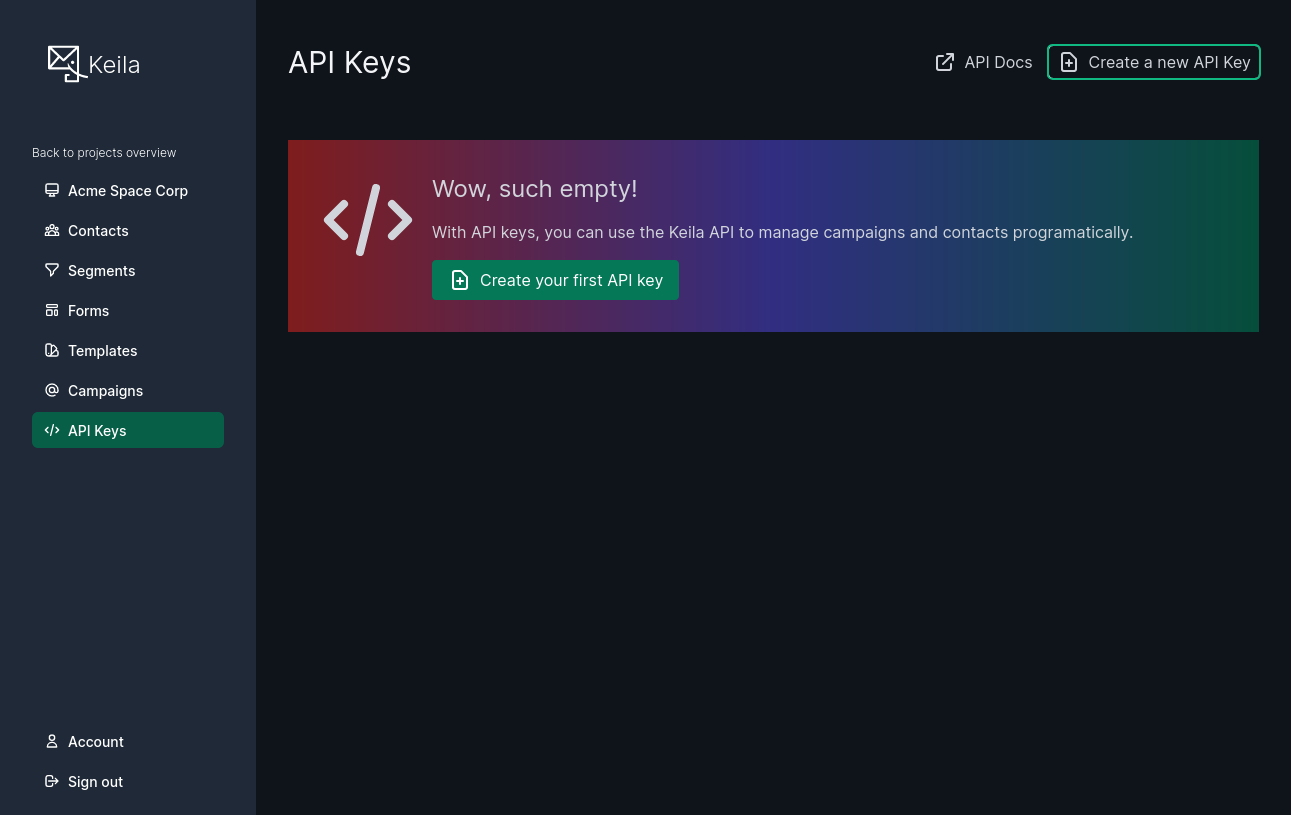 Keila
Back to projects overview
Acme Space Corp
Contacts
Segments
Forms
Templates
Campaigns
API Keys
Account
Sign out
API Keys
API Docs
Create a new API Key
Wow, such empty!
With API keys, you can use the Keila API to manage campaigns and contacts programatically.
Create your first API key